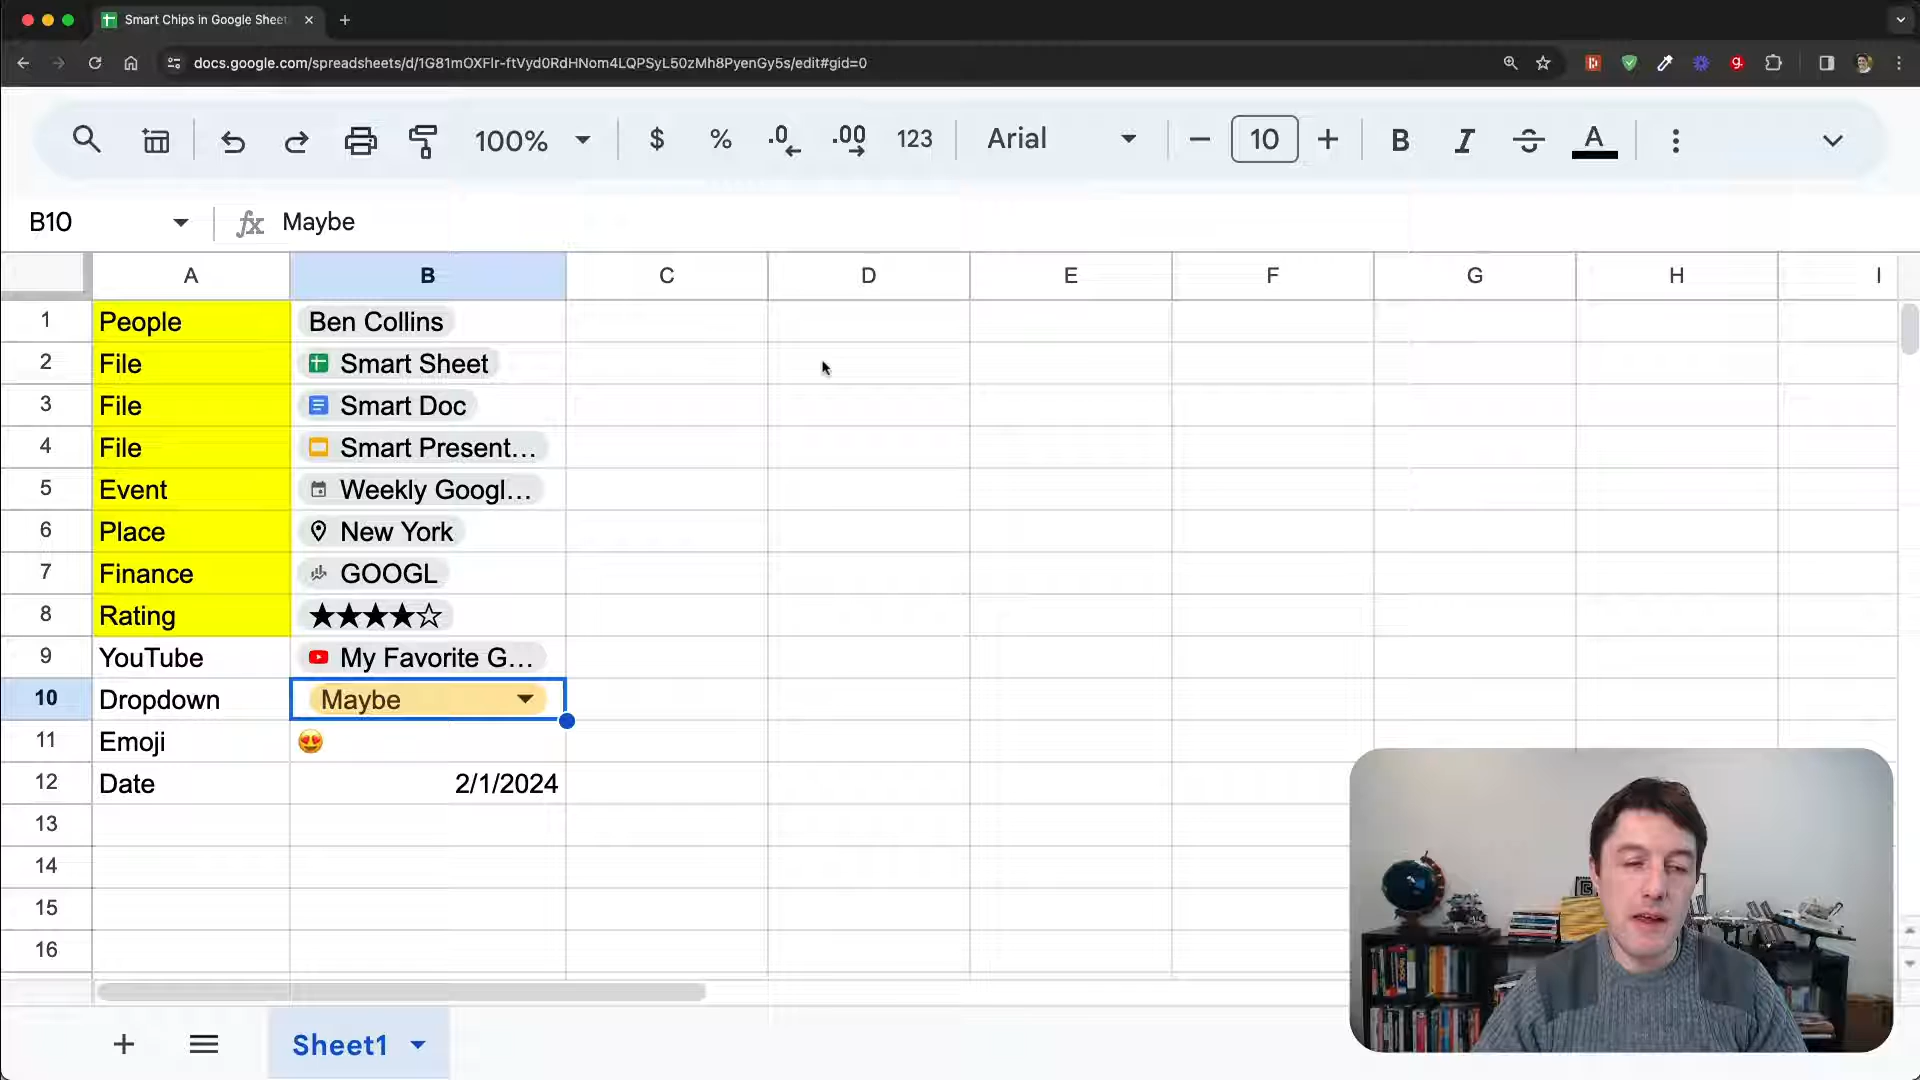 Smart Chips in Google Sheet
docs.google.com/spreadsheets/d/1G81mOXFIr-ftVyd0RdHNom4LQPSyL50zMh8PyenGy5s/edit#gid=0
100% $ % .0 .00 123 Arial 10 B I S A
B10 fx Maybe
A B C D E F G H I
1 People Ben Collins
2 File Smart Sheet
3 File Smart Doc
4 File Smart Present...
5 Event Weekly Googl...
6 Place New York
7 Finance GOOGL
8 Rating ★★★★☆
9 YouTube My Favorite G...
10 Dropdown Maybe
11 Emoji 😍
12 Date 2/1/2024
13
14
15
16
Sheet1